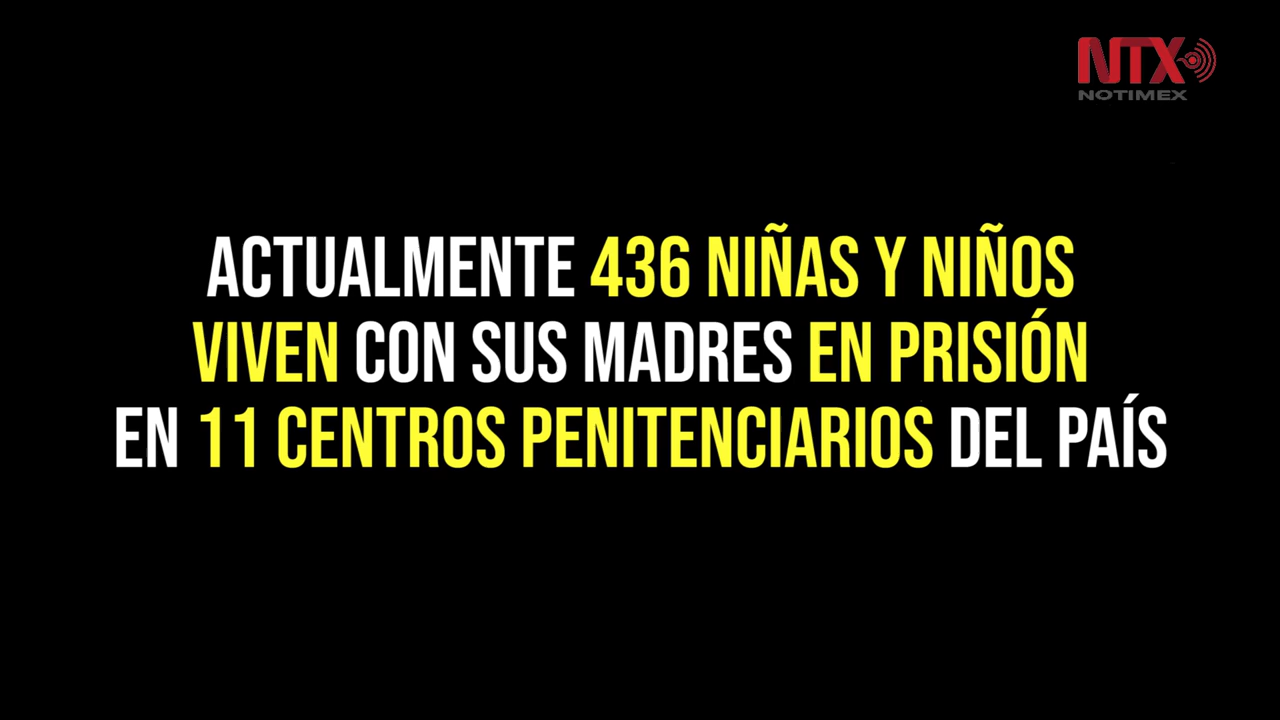 NTX
NOTIMEX
ACTUALMENTE 436 NIÑAS Y NIÑOS
VIVEN CON SUS MADRES EN PRISIÓN
EN 11 CENTROS PENITENCIARIOS DEL PAÍS